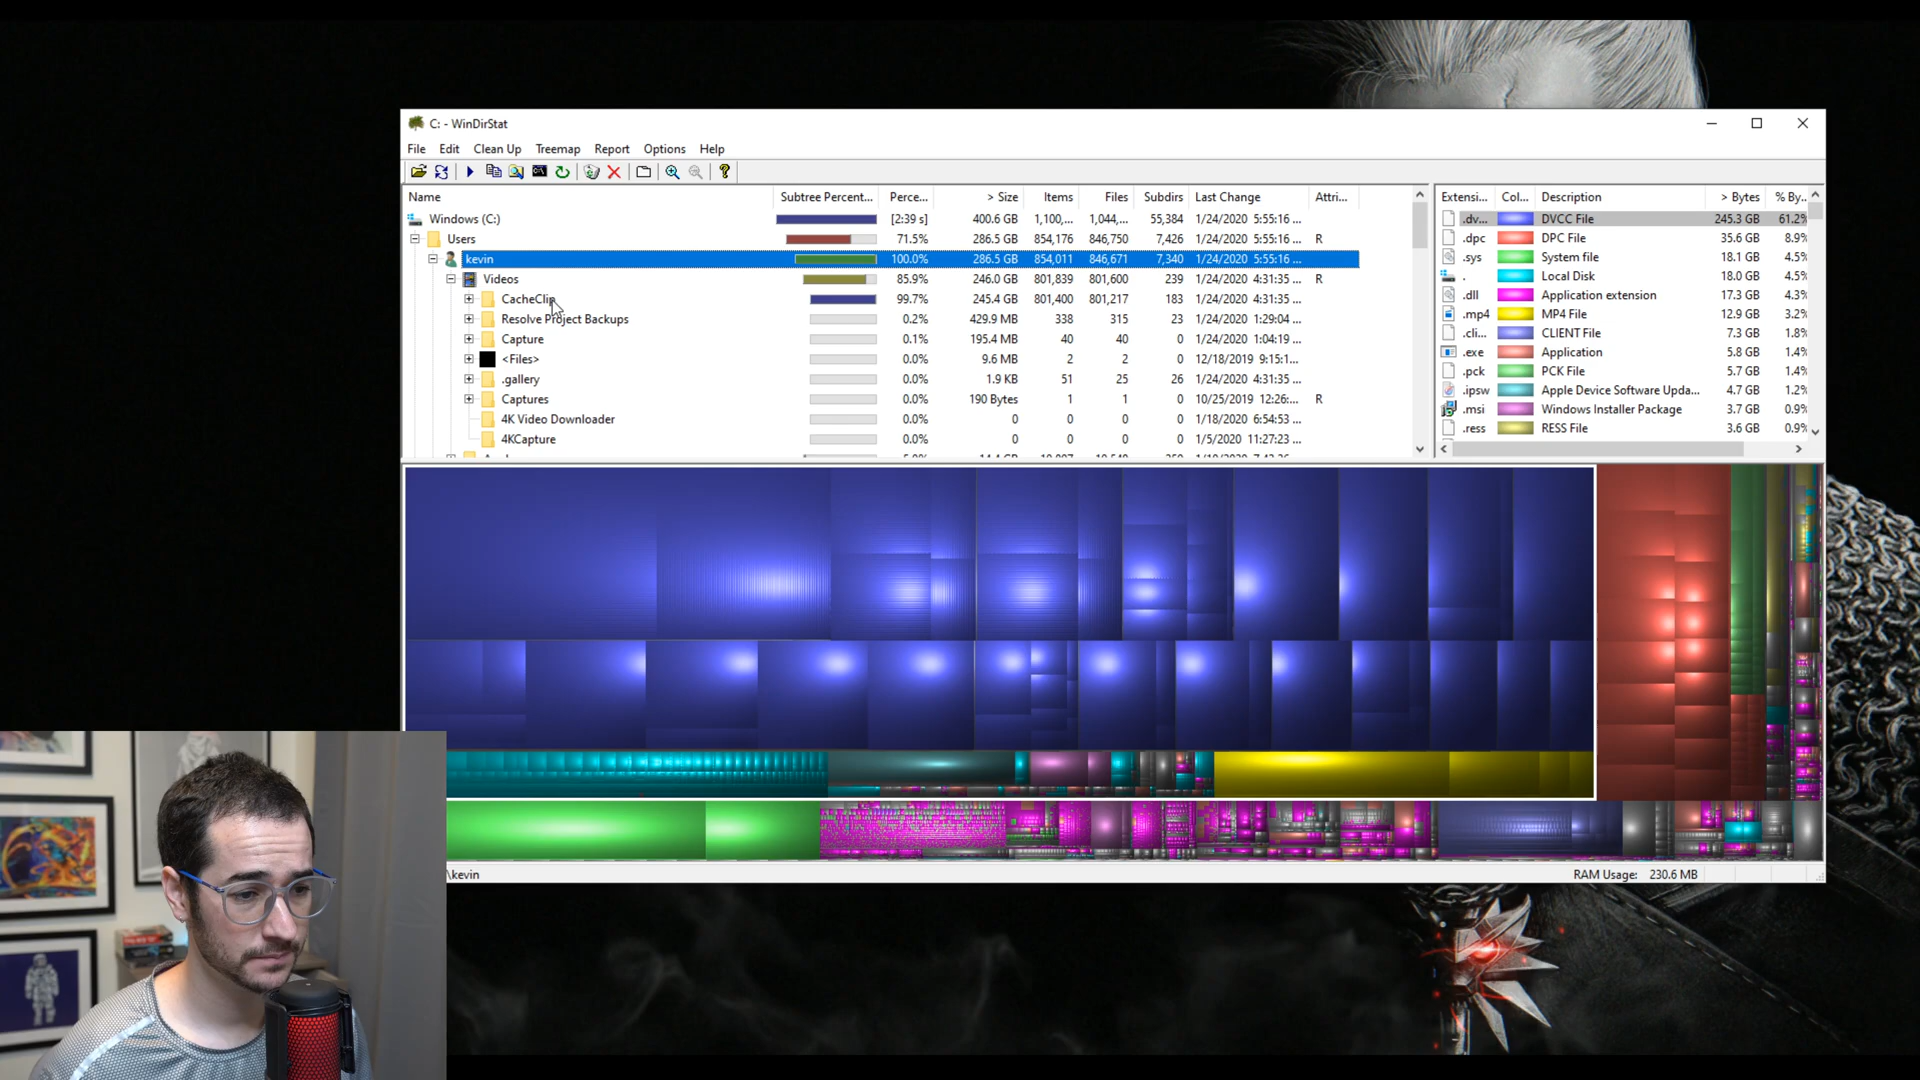 C: - WinDirStat
File Edit Clean Up Treemap Report Options Help
Name Subtree Percent... Perce... > Size Items Files Subdirs Last Change Attri...
Windows (C:) [2:39 s] 400.6 GB 1,100,... 1,044,... 55,384 1/24/2020 5:55:16 ...
Users 71.5% 286.5 GB 854,176 846,750 7,426 1/24/2020 5:55:16 ... R
kevin 100.0% 286.5 GB 854,011 846,671 7,340 1/24/2020 5:55:16 ...
Videos 85.9% 246.0 GB 801,839 801,600 239 1/24/2020 4:31:35 ... R
CacheClip 99.7% 245.4 GB 801,400 801,217 183 1/24/2020 4:31:35 ...
Resolve Project Backups 0.2% 429.9 MB 338 315 23 1/24/2020 1:29:04 ...
Capture 0.1% 195.4 MB 40 40 0 1/24/2020 1:04:19 ...
<Files> 0.0% 9.6 MB 2 2 0 12/18/2019 9:15:1...
.gallery 0.0% 1.9 KB 51 25 26 1/24/2020 4:31:35 ...
Captures 0.0% 190 Bytes 1 1 0 10/25/2019 12:26:... R
4K Video Downloader 0.0% 0 0 0 0 1/18/2020 6:54:53 ...
4KCapture 0.0% 0 0 0 0 1/5/2020 11:27:23 ...
Extensi... Col... Description > Bytes % By...
.dv... DVCC File 245.3 GB 61.2%
.dpc DPC File 35.6 GB 8.9%
.sys System file 18.1 GB 4.5%
. Local Disk 18.0 GB 4.5%
.dll Application extension 17.3 GB 4.3%
.mp4 MP4 File 12.9 GB 3.2%
.cli... CLIENT File 7.3 GB 1.8%
.exe Application 5.8 GB 1.4%
.pck PCK File 5.7 GB 1.4%
.ipsw Apple Device Software Upda... 4.7 GB 1.2%
.msi Windows Installer Package 3.7 GB 0.9%
.ress RESS File 3.6 GB 0.9%
\kevin RAM Usage: 230.6 MB